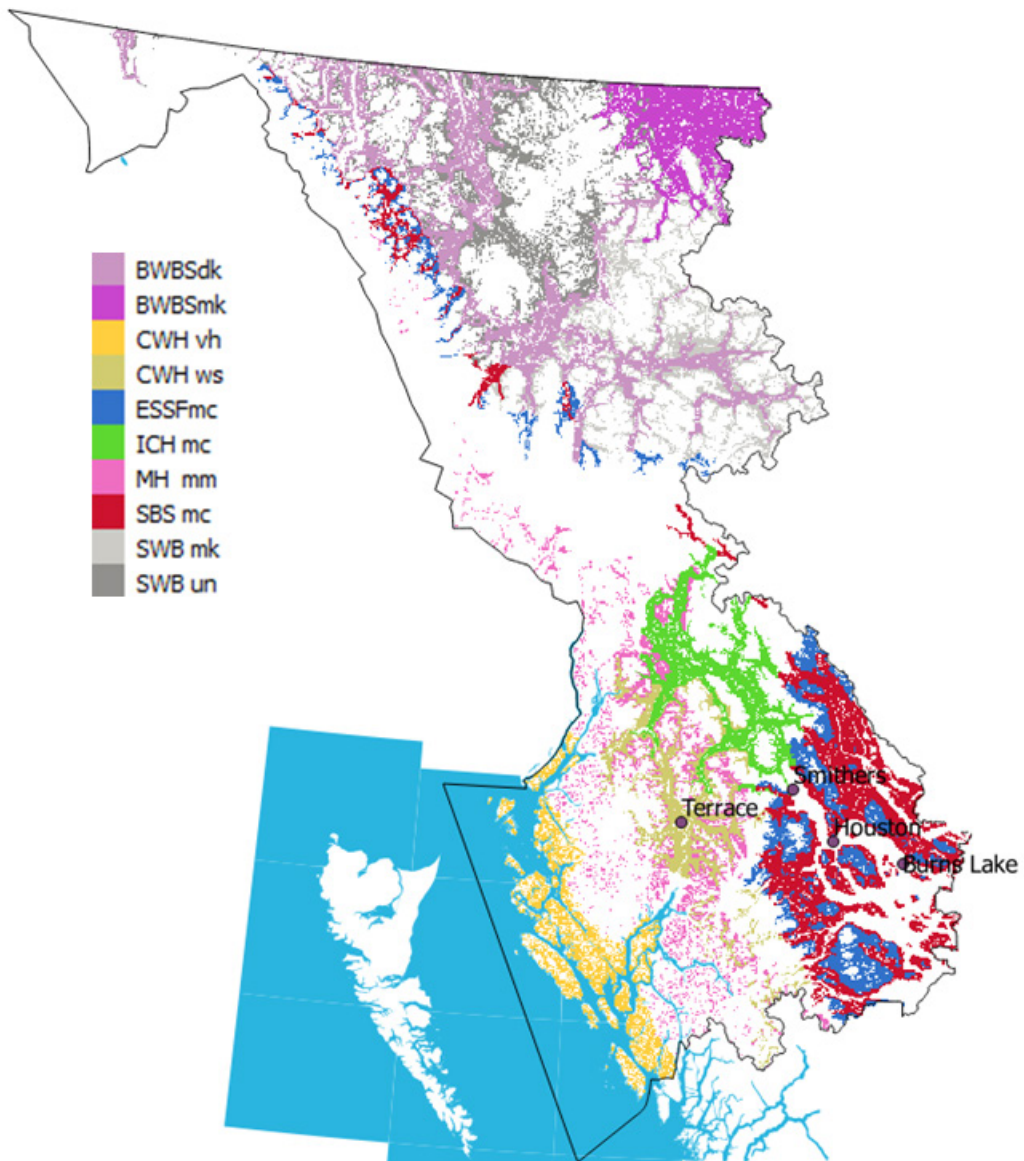 BWBSdk
BWBSmk
CWH vh
CWH ws
ESSFmc
ICH mc
MH mm
SBS mc
SWB mk
SWB un
Smithers
Terrace
Houston
Burns Lake